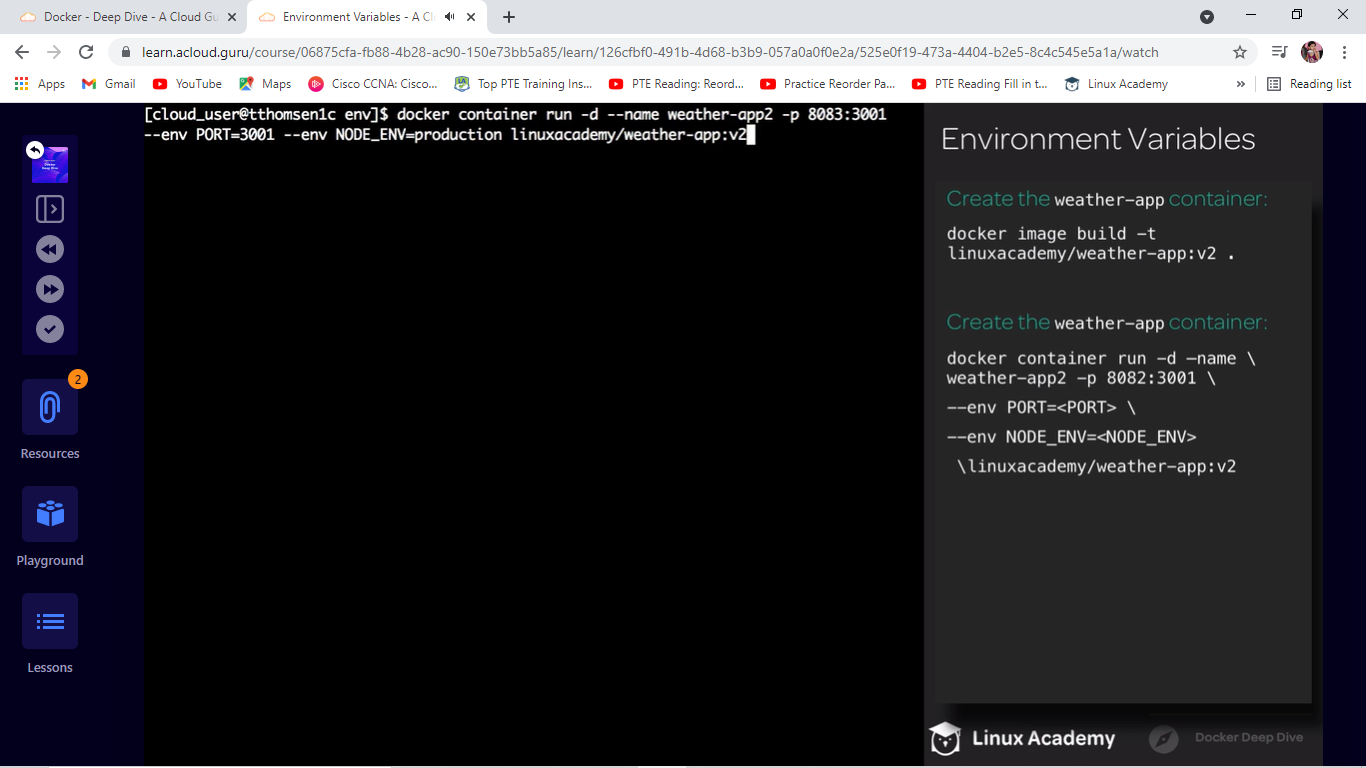 Docker - Deep Dive - A Cloud Gu
Environment Variables - A Cl
learn.acloud.guru/course/06875cfa-fb88-4b28-ac90-150e73bb5a85/learn/126cfbf0-491b-4d68-b3b9-057a0a0f0e2a/525e0f19-473a-4404-b2e5-8c4c545e5a1a/watch
Apps
Gmail
YouTube
Maps
Cisco CCNA: Cisco...
Top PTE Training Ins...
PTE Reading: Reord...
Practice Reorder Pa...
PTE Reading Fill in t...
Linux Academy
»
Reading list
Docker
Deep Dive
2
Resources
Playground
Lessons
[cloud_user@tthomsen1c env]$ docker container run -d --name weather-app2 -p 8083:3001
--env PORT=3001 --env NODE_ENV=production linuxacademy/weather-app:v2
Environment Variables
Create the weather-app container:
docker image build -t
linuxacademy/weather-app:v2 .
Create the weather-app container:
docker container run -d –name \
weather-app2 -p 8082:3001 \
--env PORT=<PORT> \
--env NODE_ENV=<NODE_ENV>
\linuxacademy/weather-app:v2
Linux Academy
Docker Deep Dive